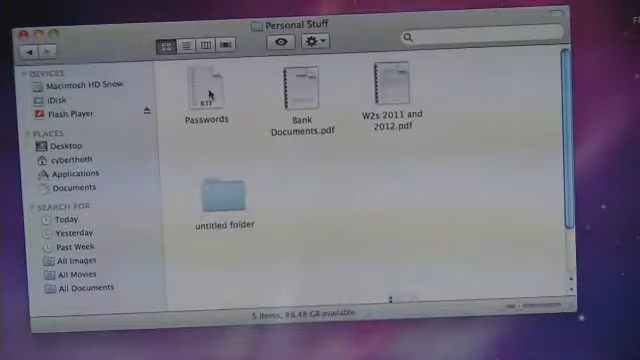 Personal Stuff
DEVICES
Macintosh HD Snow
iDisk
Flash Player
PLACES
Desktop
cyberthoth
Applications
Documents
SEARCH FOR
Today
Yesterday
Past Week
All Images
All Movies
All Documents
RTF
Passwords
Bank
Documents.pdf
W2s 2011 and
2012.pdf
untitled folder
5 items, 88.48 GB available